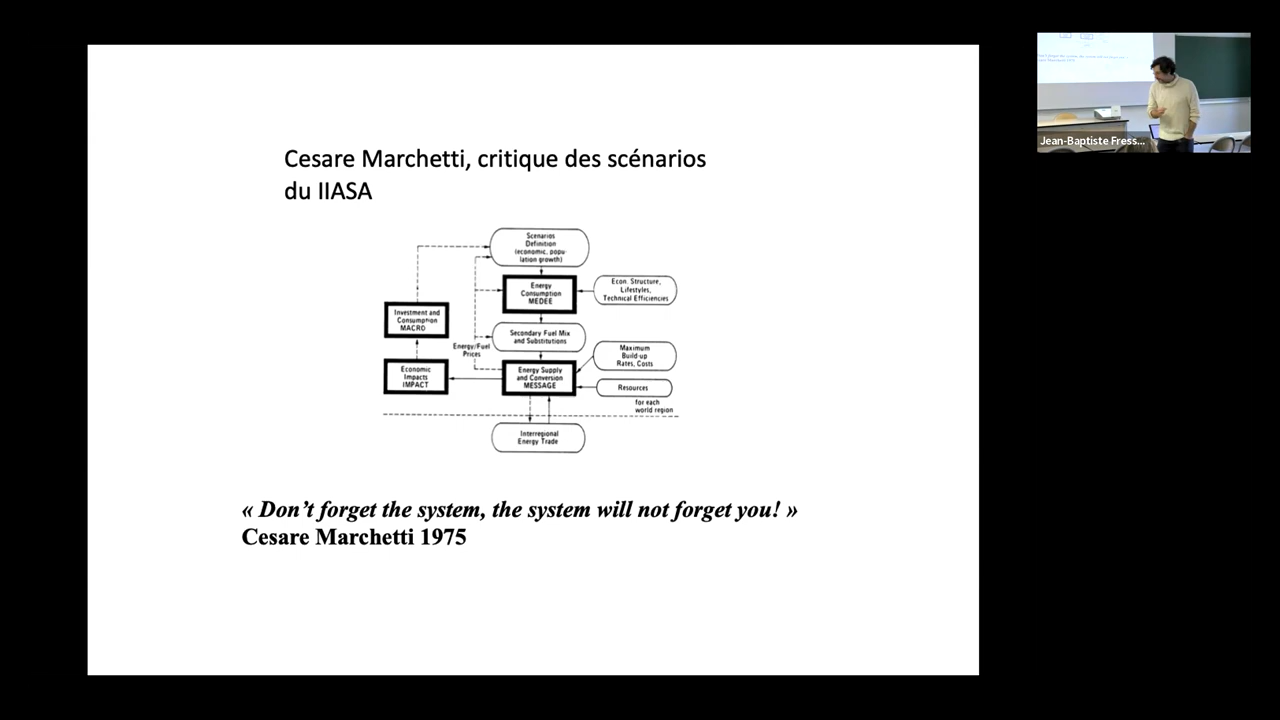 Cesare Marchetti, critique des scénarios
du IIASA
Scenarios
Definition
(economic, popu-
lation growth)
Energy
Consumption
MEDEE
Econ. Structure,
Lifestyles,
Technical Efficiencies
Investment and
Consumption
MACRO
Secondary Fuel Mix
and Substitutions
Energy/Fuel
Prices
Maximum
Build-up
Rates, Costs
Economic
Impacts
IMPACT
Energy Supply
and Conversion
MESSAGE
Resources
for each
world region
Interregional
Energy Trade
« Don’t forget the system, the system will not forget you! »
Cesare Marchetti 1975
Jean-Baptiste Fress...